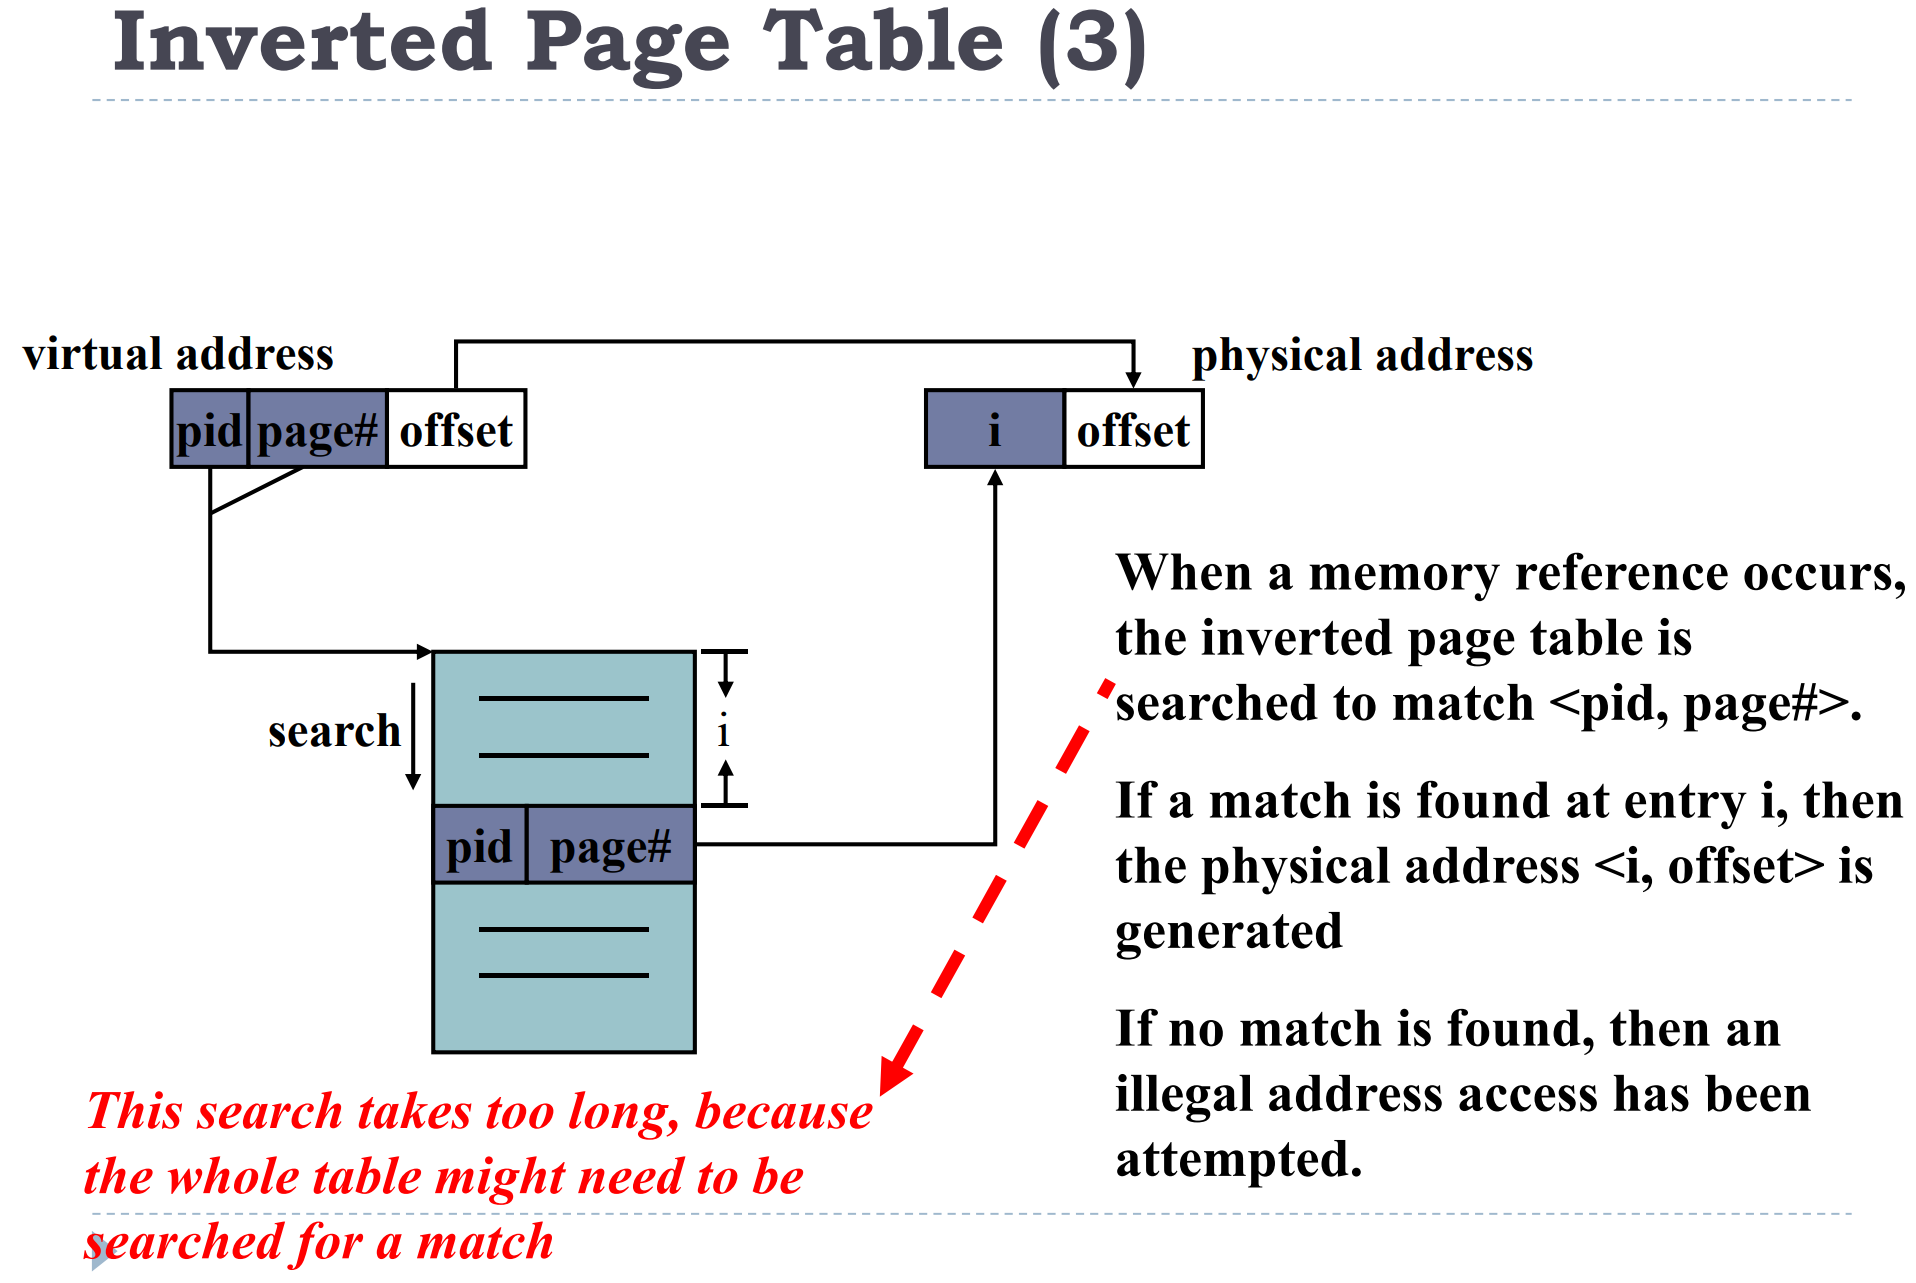 Inverted Page Table (3)
virtual address
physical address
pid page# offset
i offset
When a memory reference occurs,
the inverted page table is
searched to match <pid, page#>.
search
i
If a match is found at entry i, then
the physical address <i, offset> is
generated
pid page#
If no match is found, then an
illegal address access has been
attempted.
This search takes too long, because
the whole table might need to be
searched for a match